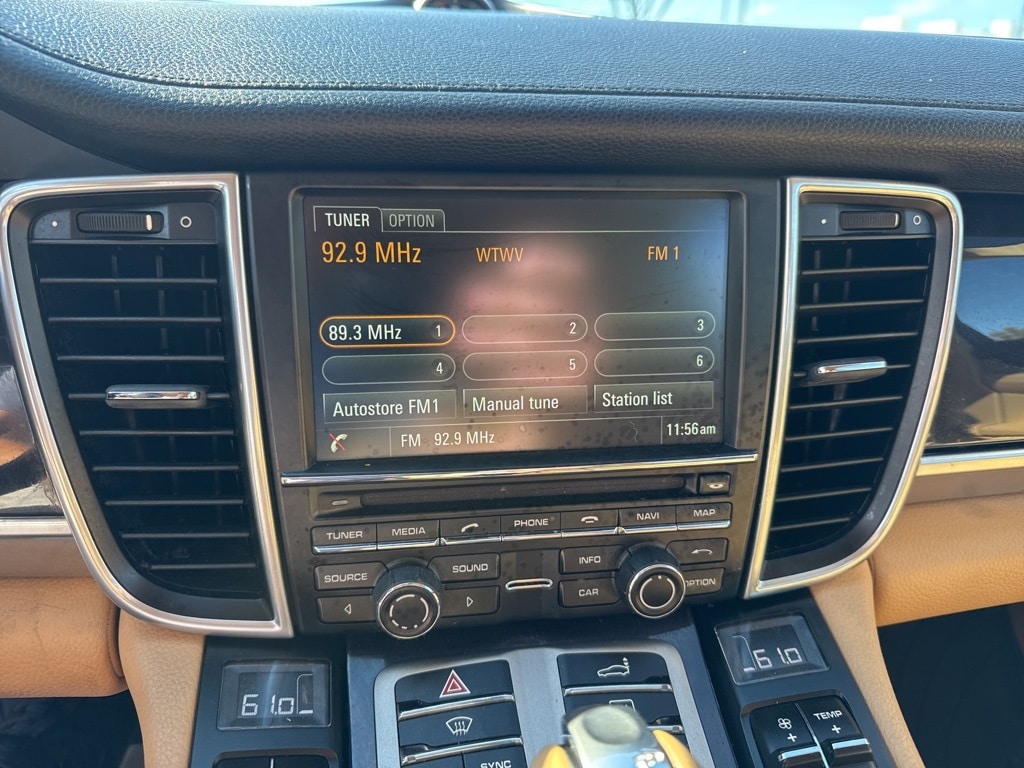 TUNER OPTION
92.9 MHz WTWV FM 1
89.3 MHz 1 2 3
4 5 6
Autostore FM1 Manual tune Station list
FM 92.9 MHz 11:56am
TUNER MEDIA PHONE NAVI MAP
SOURCE SOUND INFO
CAR OPTION
61.0 61.0
TEMP
+ +
SYNC